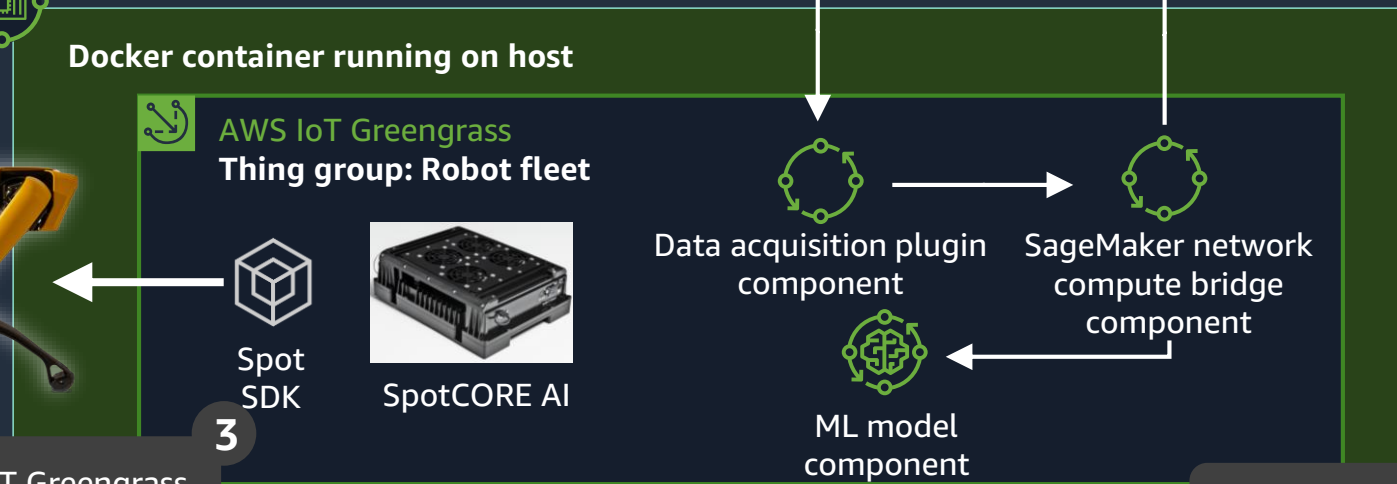 Docker container running on host
AWS IoT Greengrass
Thing group: Robot fleet
Data acquisition plugin
component
SageMaker network
compute bridge
component
Spot
SDK
SpotCORE AI
ML model
component
3
T Greengrass